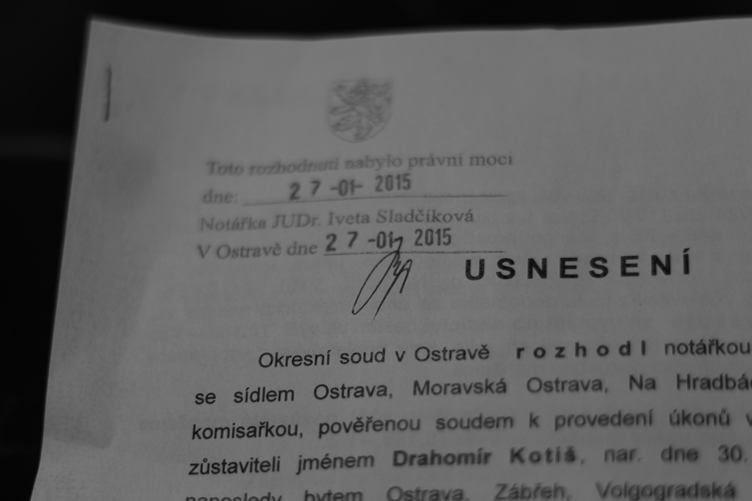 Toto rozhodnutí nabylo právní moci
dne: 27 -01- 2015
Notářka JUDr. Iveta Sladčíková
V Ostravě dne 27 -01- 2015
USNESENÍ
Okresní soud v Ostravě rozhodl notářkou
se sídlem Ostrava, Moravská Ostrava, Na Hradbác
komisařkou, pověřenou soudem k provedení úkonů v
zůstaviteli jménem Drahomír Kotiš, nar. dne 30.
naposledy bytem Ostrava, Zábřeh, Volgogradská